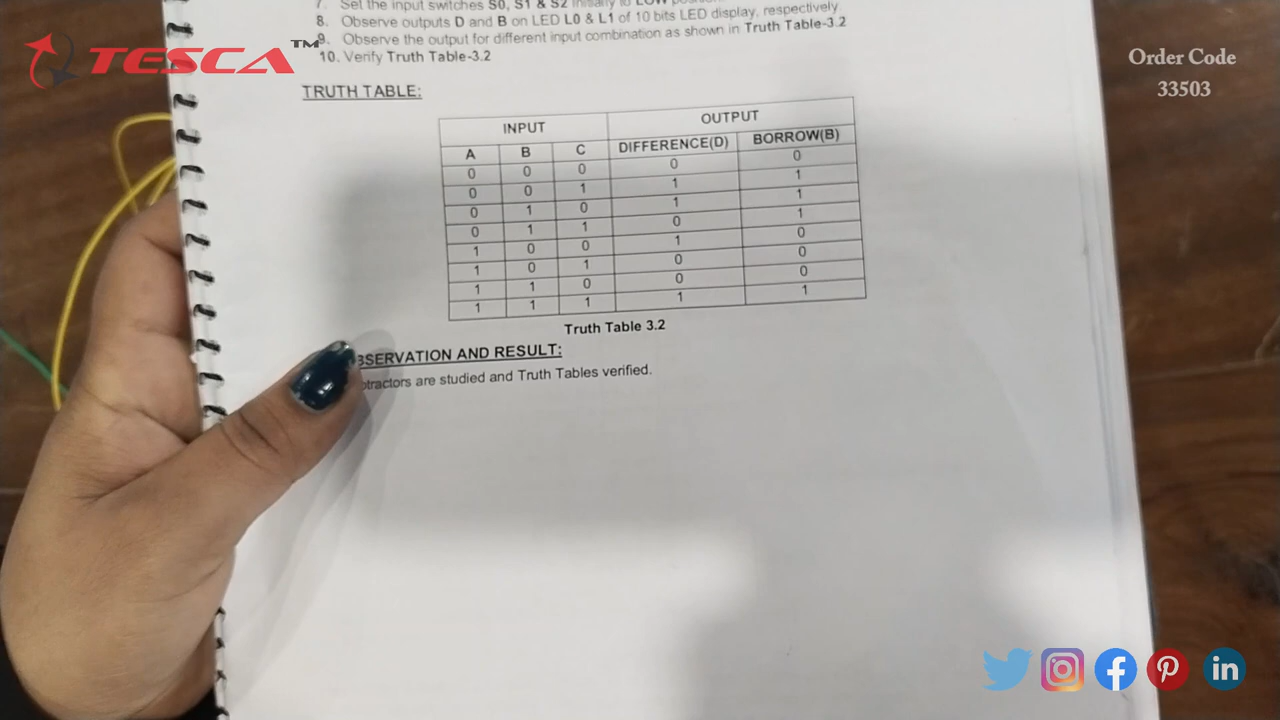 7. Set the input switches S0, S1 & S2 initially to LOW
8. Observe outputs D and B on LED L0 & L1 of 10 bits LED display, respectively
9. Observe the output for different input combination as shown in Truth Table-3.2
10. Verify Truth Table-3.2
TESCA™
Order Code
33503
TRUTH TABLE:
INPUT OUTPUT
A B C DIFFERENCE(D) BORROW(B)
0 0 0 0 0
0 0 1 1 1
0 1 0 1 1
0 1 1 0 1
1 0 0 1 0
1 0 1 0 0
1 1 0 0 0
1 1 1 1 1
Truth Table 3.2
BSERVATION AND RESULT:
tractors are studied and Truth Tables verified.
in